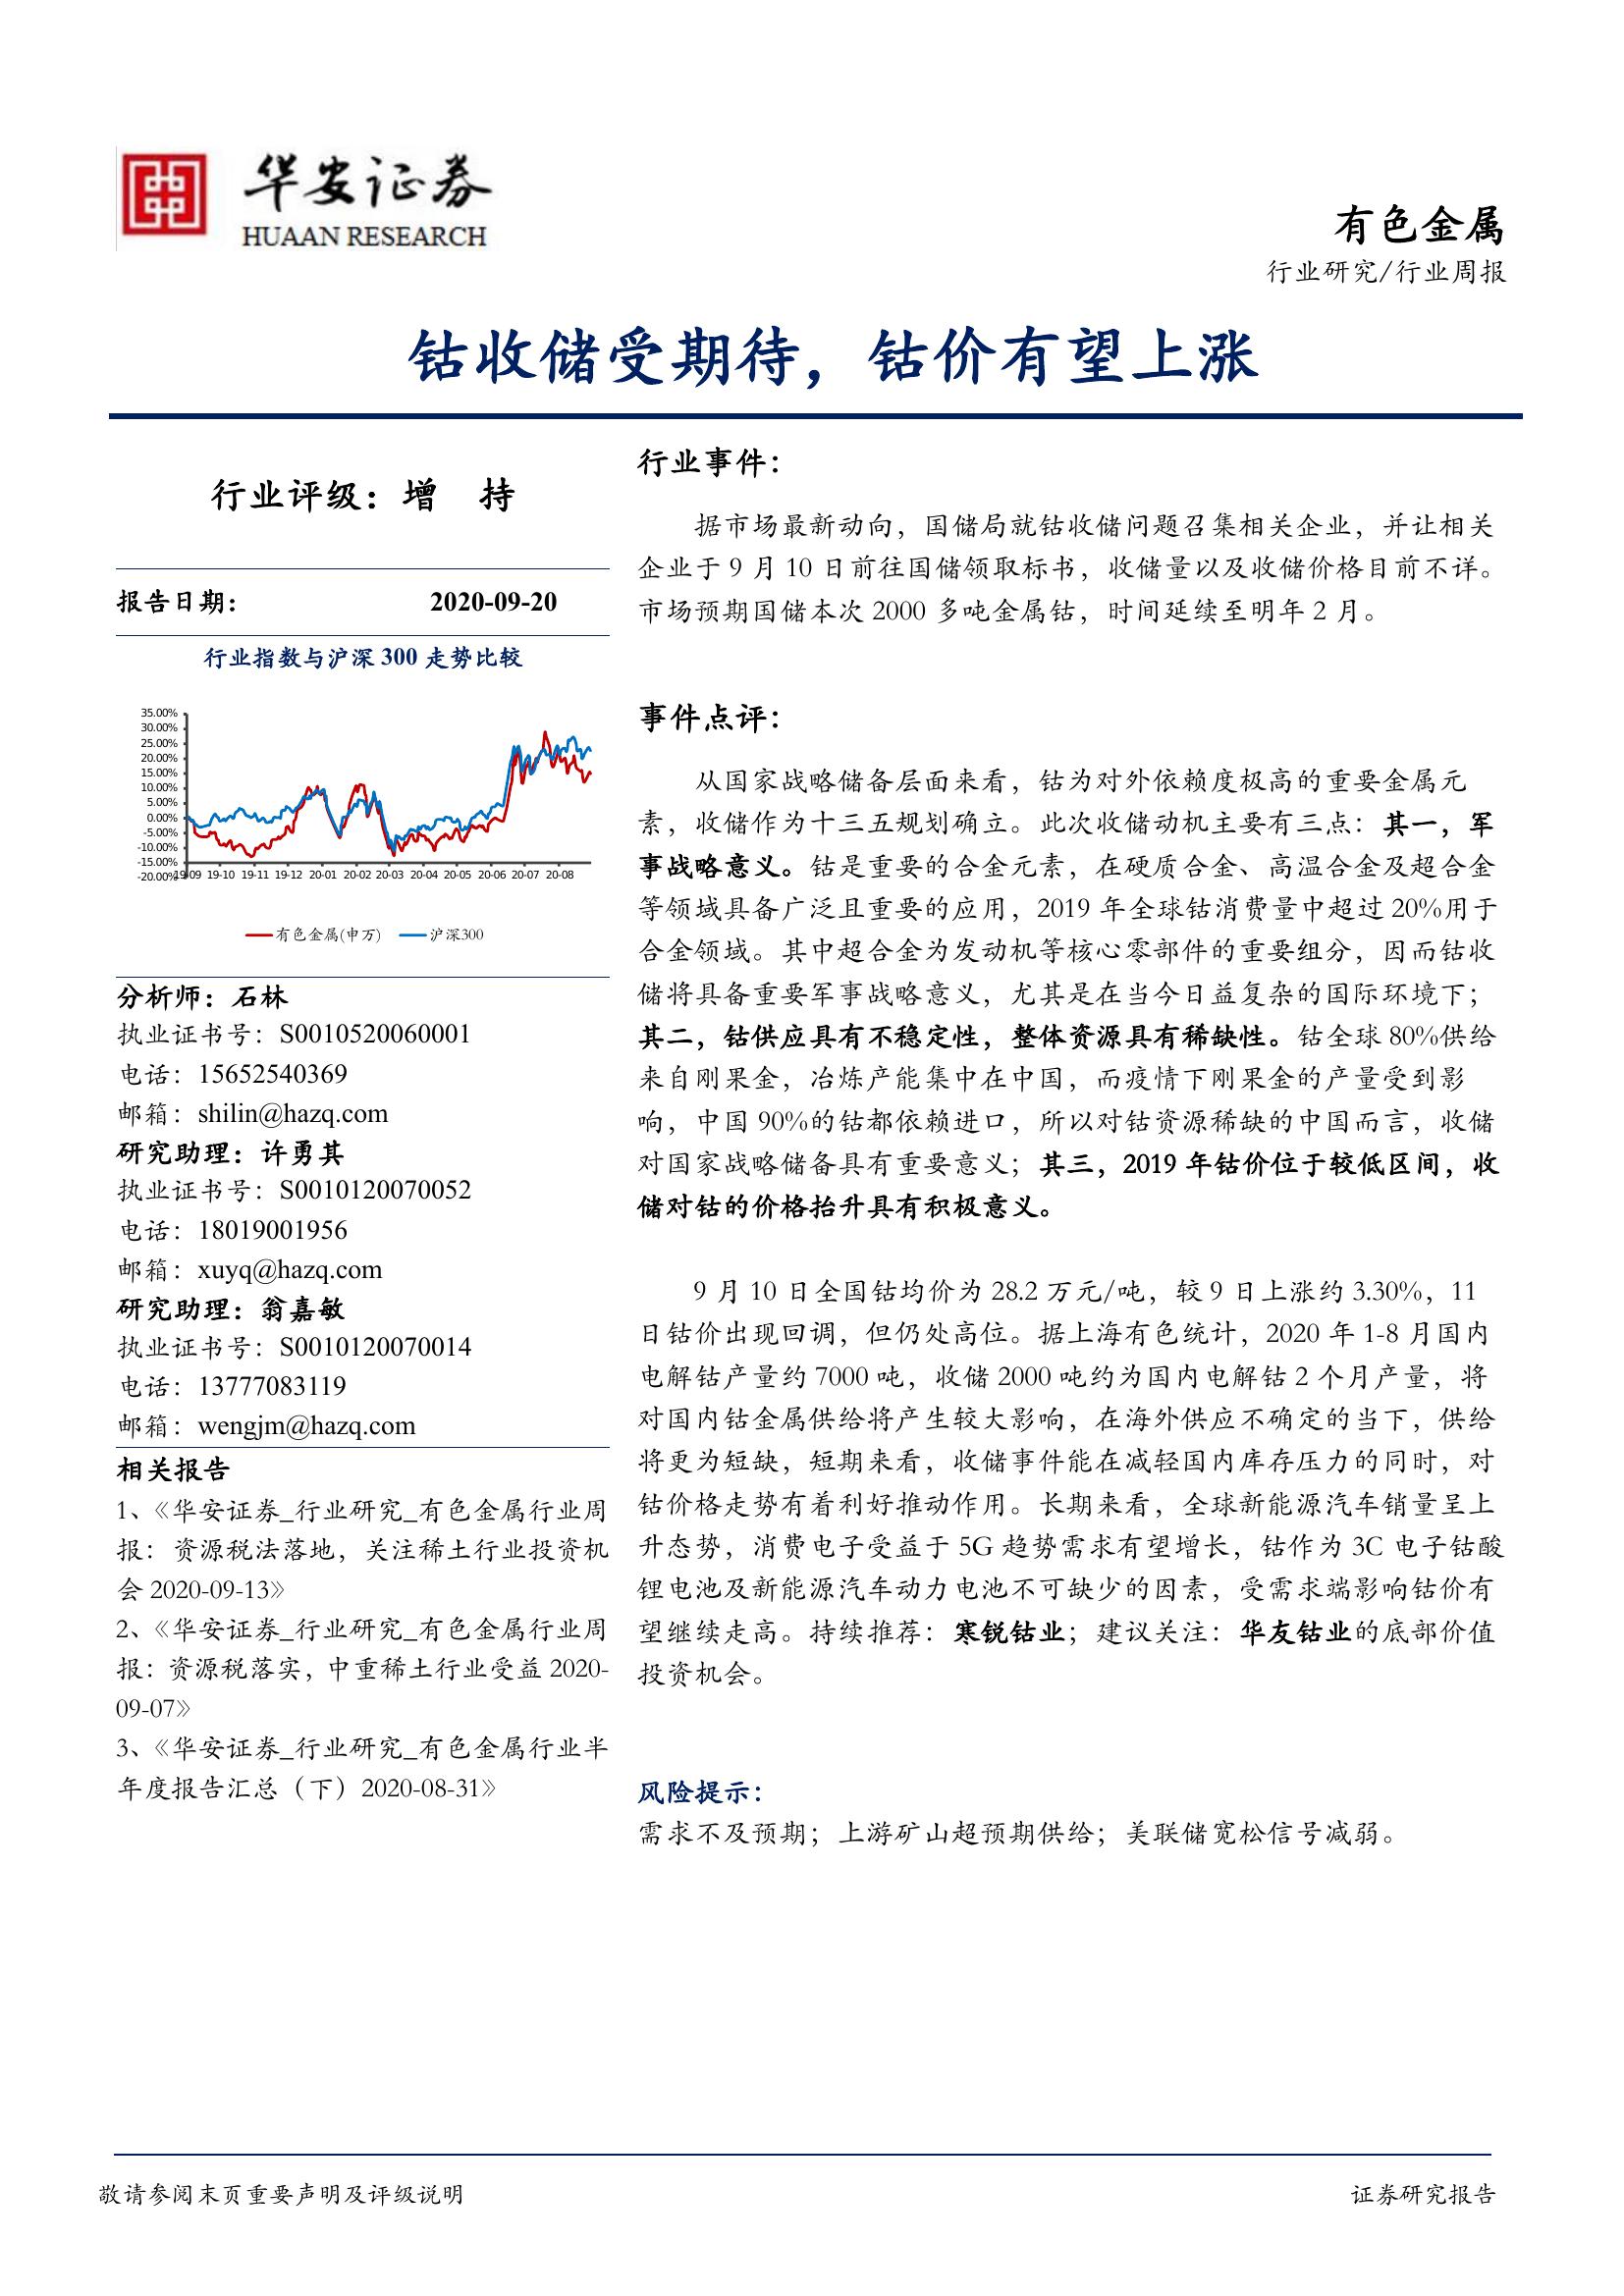 华安证券
HUAAN RESEARCH
有色金属
行业研究/行业周报
钴收储受期待，钴价有望上涨
行业评级：增 持
报告日期： 2020-09-20
行业指数与沪深 300 走势比较
35.00%
30.00%
25.00%
20.00%
15.00%
10.00%
5.00%
0.00%
-5.00%
-10.00%
-15.00%
-20.00%
19-09 19-10 19-11 19-12 20-01 20-02 20-03 20-04 20-05 20-06 20-07 20-08
有色金属(申万) 沪深300
分析师：石林
执业证书号：S0010520060001
电话：15652540369
邮箱：shilin@hazq.com
研究助理：许勇其
执业证书号：S0010120070052
电话：18019001956
邮箱：xuyq@hazq.com
研究助理：翁嘉敏
执业证书号：S0010120070014
电话：13777083119
邮箱：wengjm@hazq.com
相关报告
1、《华安证券_行业研究_有色金属行业周
报：资源税法落地，关注稀土行业投资机
会 2020-09-13》
2、《华安证券_行业研究_有色金属行业周
报：资源税落实，中重稀土行业受益 2020-
09-07》
3、《华安证券_行业研究_有色金属行业半
年度报告汇总（下）2020-08-31》
行业事件：
据市场最新动向，国储局就钴收储问题召集相关企业，并让相关
企业于 9 月 10 日前往国储领取标书，收储量以及收储价格目前不详。
市场预期国储本次 2000 多吨金属钴，时间延续至明年 2 月。
事件点评：
从国家战略储备层面来看，钴为对外依赖度极高的重要金属元
素，收储作为十三五规划确立。此次收储动机主要有三点：其一，军
事战略意义。钴是重要的合金元素，在硬质合金、高温合金及超合金
等领域具备广泛且重要的应用，2019 年全球钴消费量中超过 20%用于
合金领域。其中超合金为发动机等核心零部件的重要组分，因而钴收
储将具备重要军事战略意义，尤其是在当今日益复杂的国际环境下；
其二，钴供应具有不稳定性，整体资源具有稀缺性。钴全球 80%供给
来自刚果金，冶炼产能集中在中国，而疫情下刚果金的产量受到影
响，中国 90%的钴都依赖进口，所以对钴资源稀缺的中国而言，收储
对国家战略储备具有重要意义；其三，2019 年钴价位于较低区间，收
储对钴的价格抬升具有积极意义。
9 月 10 日全国钴均价为 28.2 万元/吨，较 9 日上涨约 3.30%，11
日钴价出现回调，但仍处高位。据上海有色统计，2020 年 1-8 月国内
电解钴产量约 7000 吨，收储 2000 吨约为国内电解钴 2 个月产量，将
对国内钴金属供给将产生较大影响，在海外供应不确定的当下，供给
将更为短缺，短期来看，收储事件能在减轻国内库存压力的同时，对
钴价格走势有着利好推动作用。长期来看，全球新能源汽车销量呈上
升态势，消费电子受益于 5G 趋势需求有望增长，钴作为 3C 电子钴酸
锂电池及新能源汽车动力电池不可缺少的因素，受需求端影响钴价有
望继续走高。持续推荐：寒锐钴业；建议关注：华友钴业的底部价值
投资机会。
风险提示：
需求不及预期；上游矿山超预期供给；美联储宽松信号减弱。
敬请参阅末页重要声明及评级说明
证券研究报告